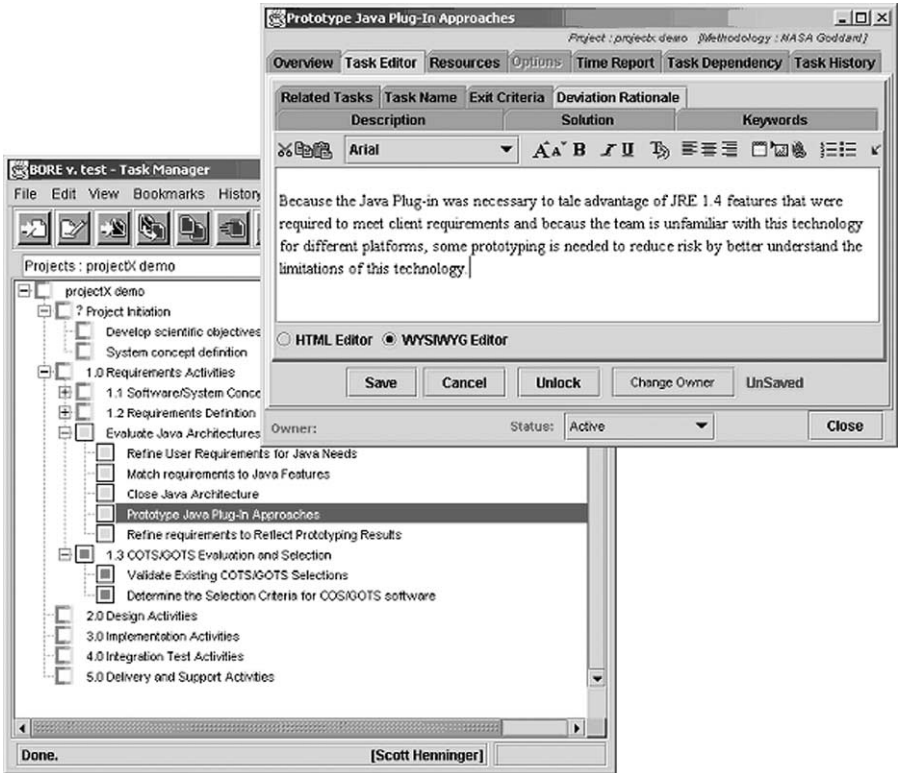 Prototype Java Plug-In Approaches
Project : projectx demo [Methodology : NASA Goddard]
Overview Task Editor Resources Options Time Report Task Dependency Task History
Related Tasks Task Name Exit Criteria Deviation Rationale
Description Solution Keywords
Arial
Because the Java Plug-in was necessary to tale advantage of JRE 1.4 features that were
required to meet client requirements and becaus the team is unfamiliar with this technology
for different platforms, some prototyping is needed to reduce risk by better understand the
limitations of this technology.
HTML Editor WYSIWYG Editor
Save Cancel Unlock Change Owner UnSaved
Owner: Status: Active Close
BORE v. test - Task Manager
File Edit View Bookmarks History
Projects : projectX demo
projectX demo
? Project Initiation
Develop scientific objectives
System concept definition
1.0 Requirements Activities
1.1 Software/System Conce
1.2 Requirements Definition
Evaluate Java Architectures
Refine User Requirements for Java Needs
Match requirements to Java Features
Close Java Architecture
Prototype Java Plug-In Approaches
Refine requirements to Reflect Prototyping Results
1.3 COTS/GOTS Evaluation and Selection
Validate Existing COTS/GOTS Selections
Determine the Selection Criteria for COS/GOTS software
2.0 Design Activities
3.0 Implementation Activities
4.0 Integration Test Activities
5.0 Delivery and Support Activities
Done. [Scott Henninger]